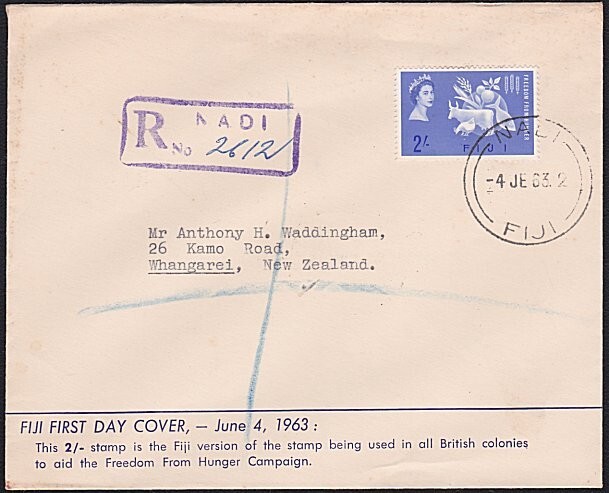 FREEDOM FROM HUNGER
2/-
FIJI
R NADI
No 2612
NADI
-4 JE 63.2
FIJI
Mr Anthony H. Waddingham,
26 Kamo Road,
Whangarei, New Zealand.
FIJI FIRST DAY COVER, — June 4, 1963 :
This 2/- stamp is the Fiji version of the stamp being used in all British colonies
to aid the Freedom From Hunger Campaign.